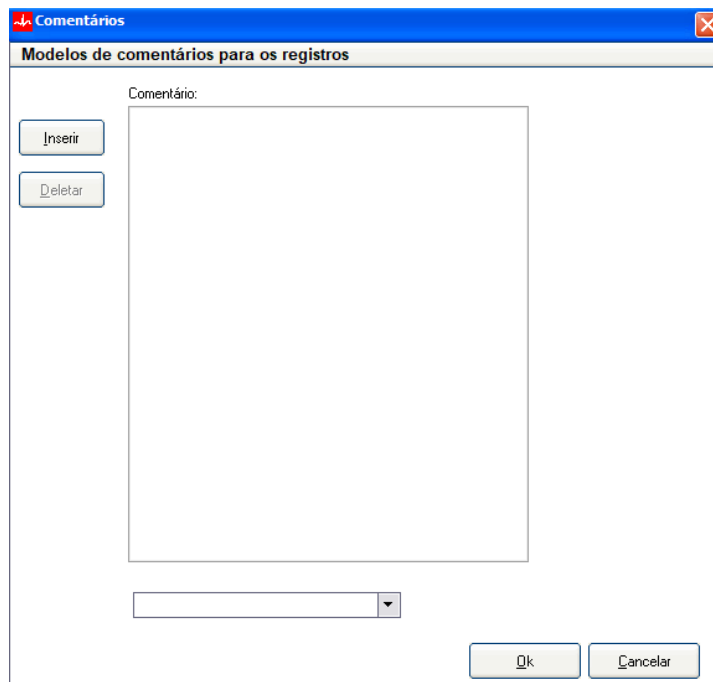 Comentários
Modelos de comentários para os registros
Comentário:
Inserir
Deletar
Ok
Cancelar